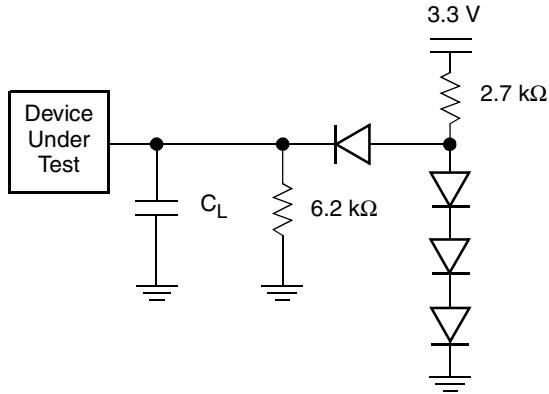 3.3 V
2.7 kΩ
Device
Under
Test
C_L
6.2 kΩ